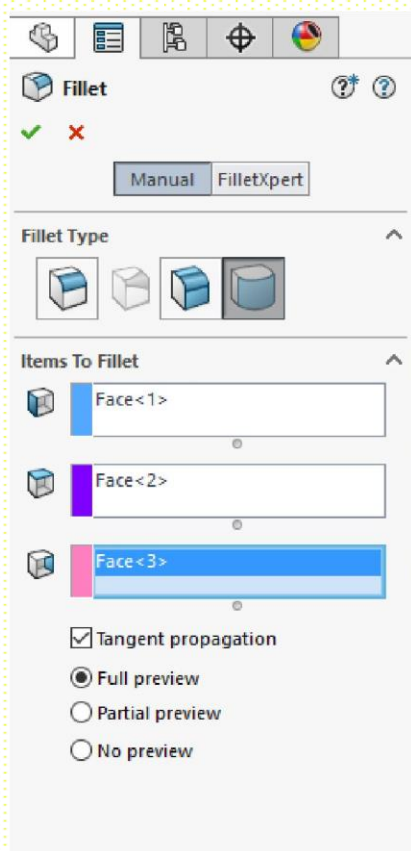 Fillet
Manual FilletXpert
Fillet Type
Items To Fillet
Face<1>
Face<2>
Face<3>
Tangent propagation
Full preview
Partial preview
No preview